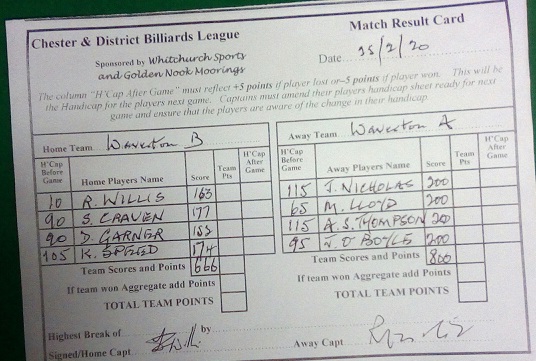 Chester & District Billiards League
Match Result Card
Sponsored by Whitchurch Sports
and Golden Nook Moorings
Date 25/2/20
The column "H'Cap After Game" must reflect +5 points if player lost or -5 points if player won. This will be
the Handicap for the players next game. Captains must amend their players handicap sheet ready for next
game and ensure that the players are aware of the change in their handicap.
Home Team Waverton B
Away Team Waverton A
H'Cap Before Game Home Players Name Score Team Pts H'Cap After Game
H'Cap Before Game Away Players Name Score Team Pts H'Cap After Game
10 R. WILLIS 163
115 J. NICHOLAS 200
90 S. CRAVEN 177
65 M. LLOYD 200
90 D. GARNER 152
115 A.S. THOMPSON 200
105 K. SPEED 174
95 O'BOYLE 200
Team Scores and Points 666
Team Scores and Points 800
If team won Aggregate add Points
If team won Aggregate add Points
TOTAL TEAM POINTS
TOTAL TEAM POINTS
Highest Break of by
Signed/Home Capt
Away Capt